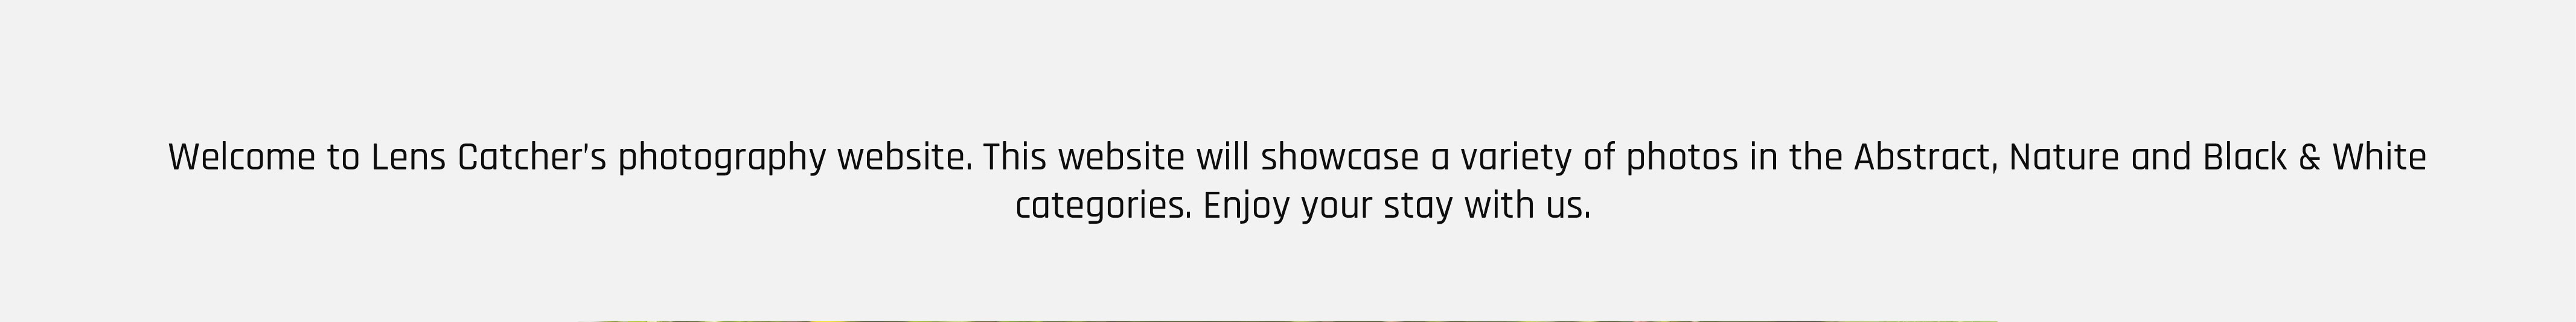 Welcome to Lens Catcher's photography website. This website will showcase a variety of photos in the Abstract, Nature and Black & White
categories. Enjoy your stay with us.